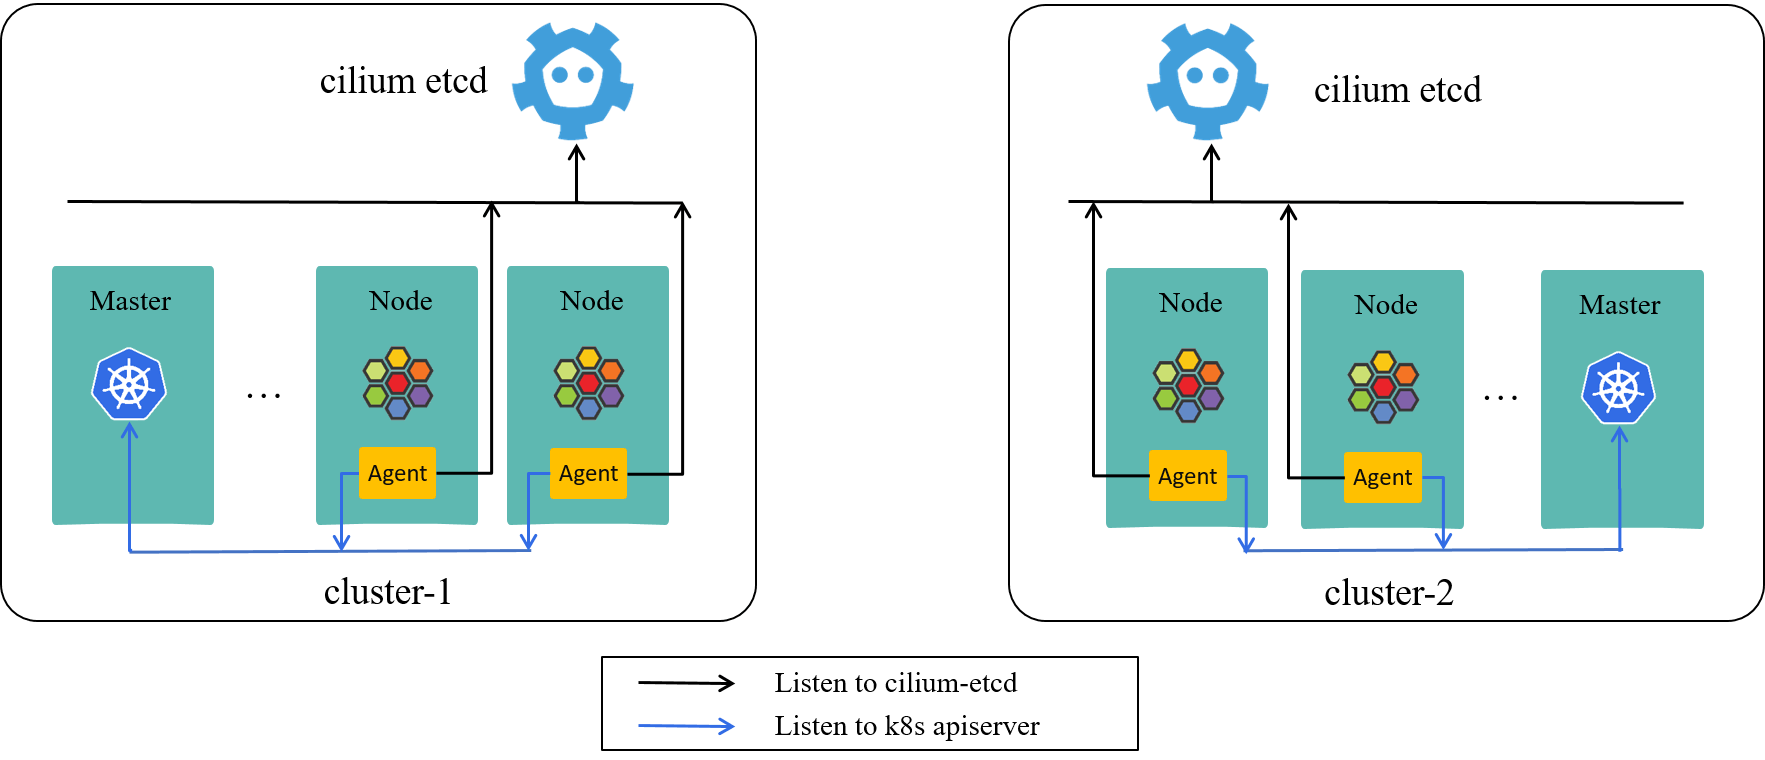 cilium etcd
Master
...
Node
Node
Agent
Agent
cluster-1
cilium etcd
Node
Node
...
Master
Agent
Agent
cluster-2
Listen to cilium-etcd
Listen to k8s apiserver